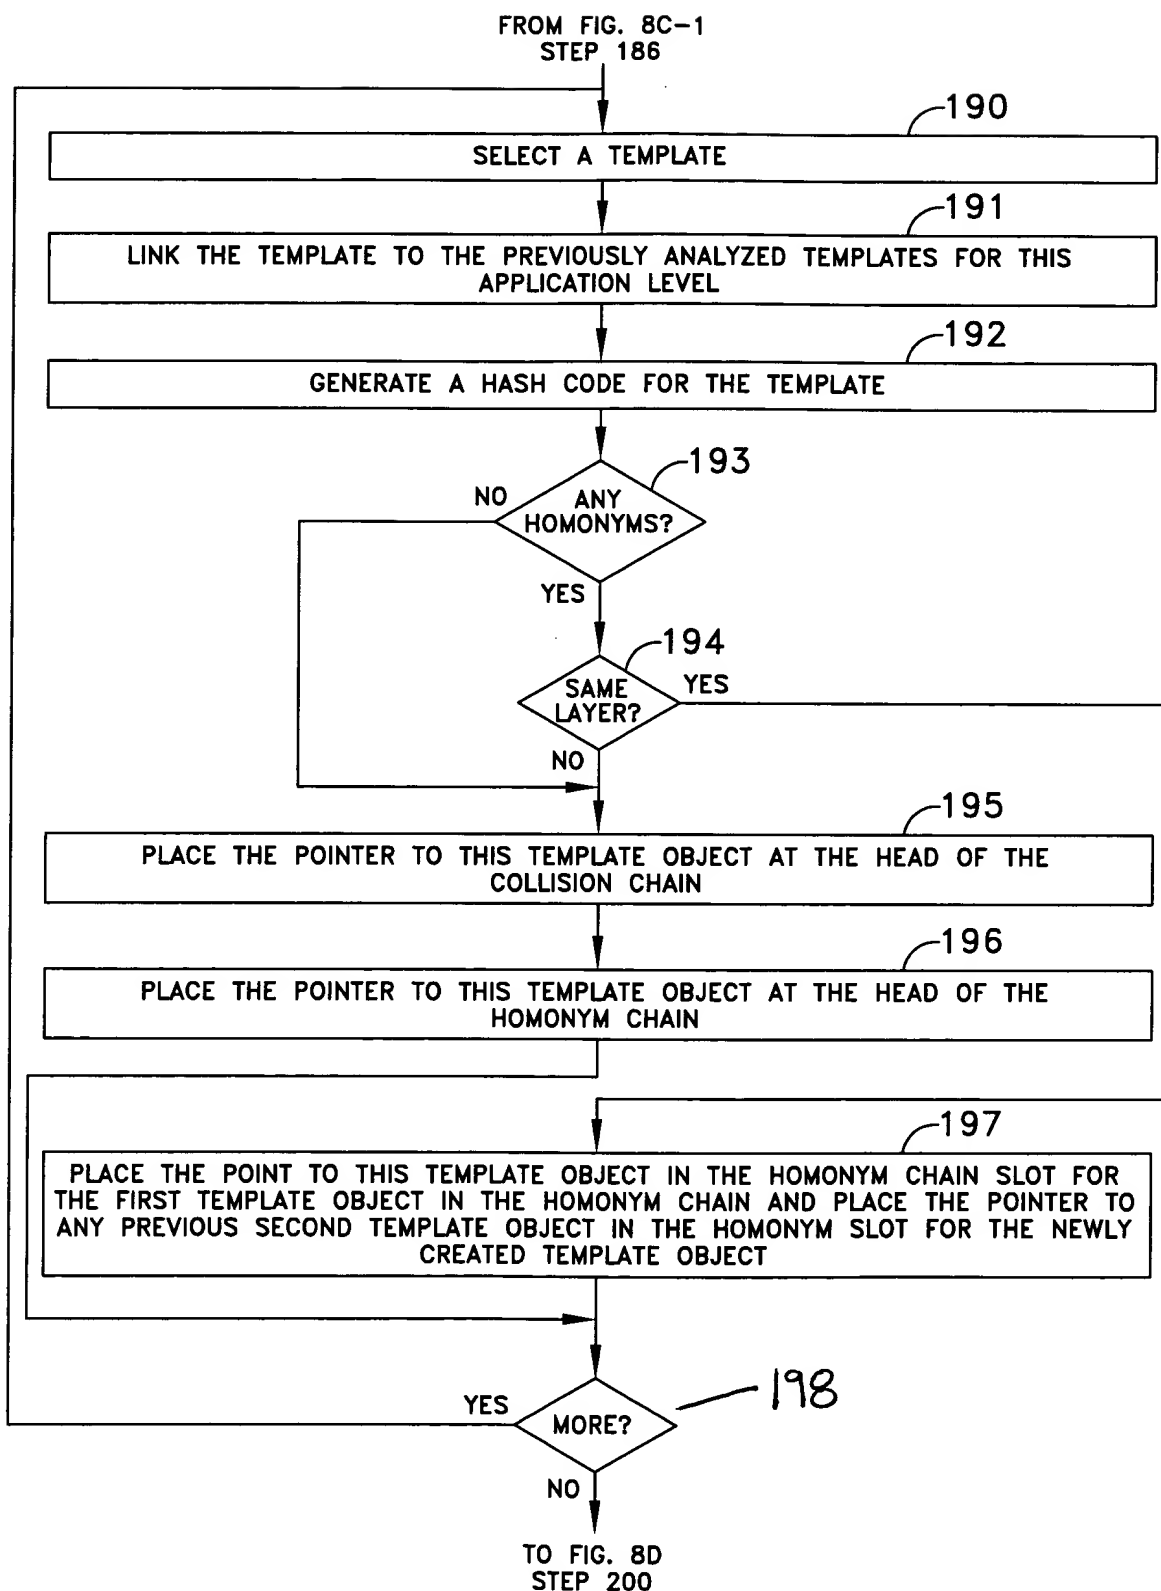 FROM FIG. 8C-1
STEP 186
190
SELECT A TEMPLATE
191
LINK THE TEMPLATE TO THE PREVIOUSLY ANALYZED TEMPLATES FOR THIS
APPLICATION LEVEL
192
GENERATE A HASH CODE FOR THE TEMPLATE
193
NO
ANY
HOMONYMS?
YES
194
SAME
LAYER?
YES
NO
195
PLACE THE POINTER TO THIS TEMPLATE OBJECT AT THE HEAD OF THE
COLLISION CHAIN
196
PLACE THE POINTER TO THIS TEMPLATE OBJECT AT THE HEAD OF THE
HOMONYM CHAIN
197
PLACE THE POINT TO THIS TEMPLATE OBJECT IN THE HOMONYM CHAIN SLOT FOR
THE FIRST TEMPLATE OBJECT IN THE HOMONYM CHAIN AND PLACE THE POINTER TO
ANY PREVIOUS SECOND TEMPLATE OBJECT IN THE HOMONYM SLOT FOR THE NEWLY
CREATED TEMPLATE OBJECT
198
YES
MORE?
NO
TO FIG. 8D
STEP 200